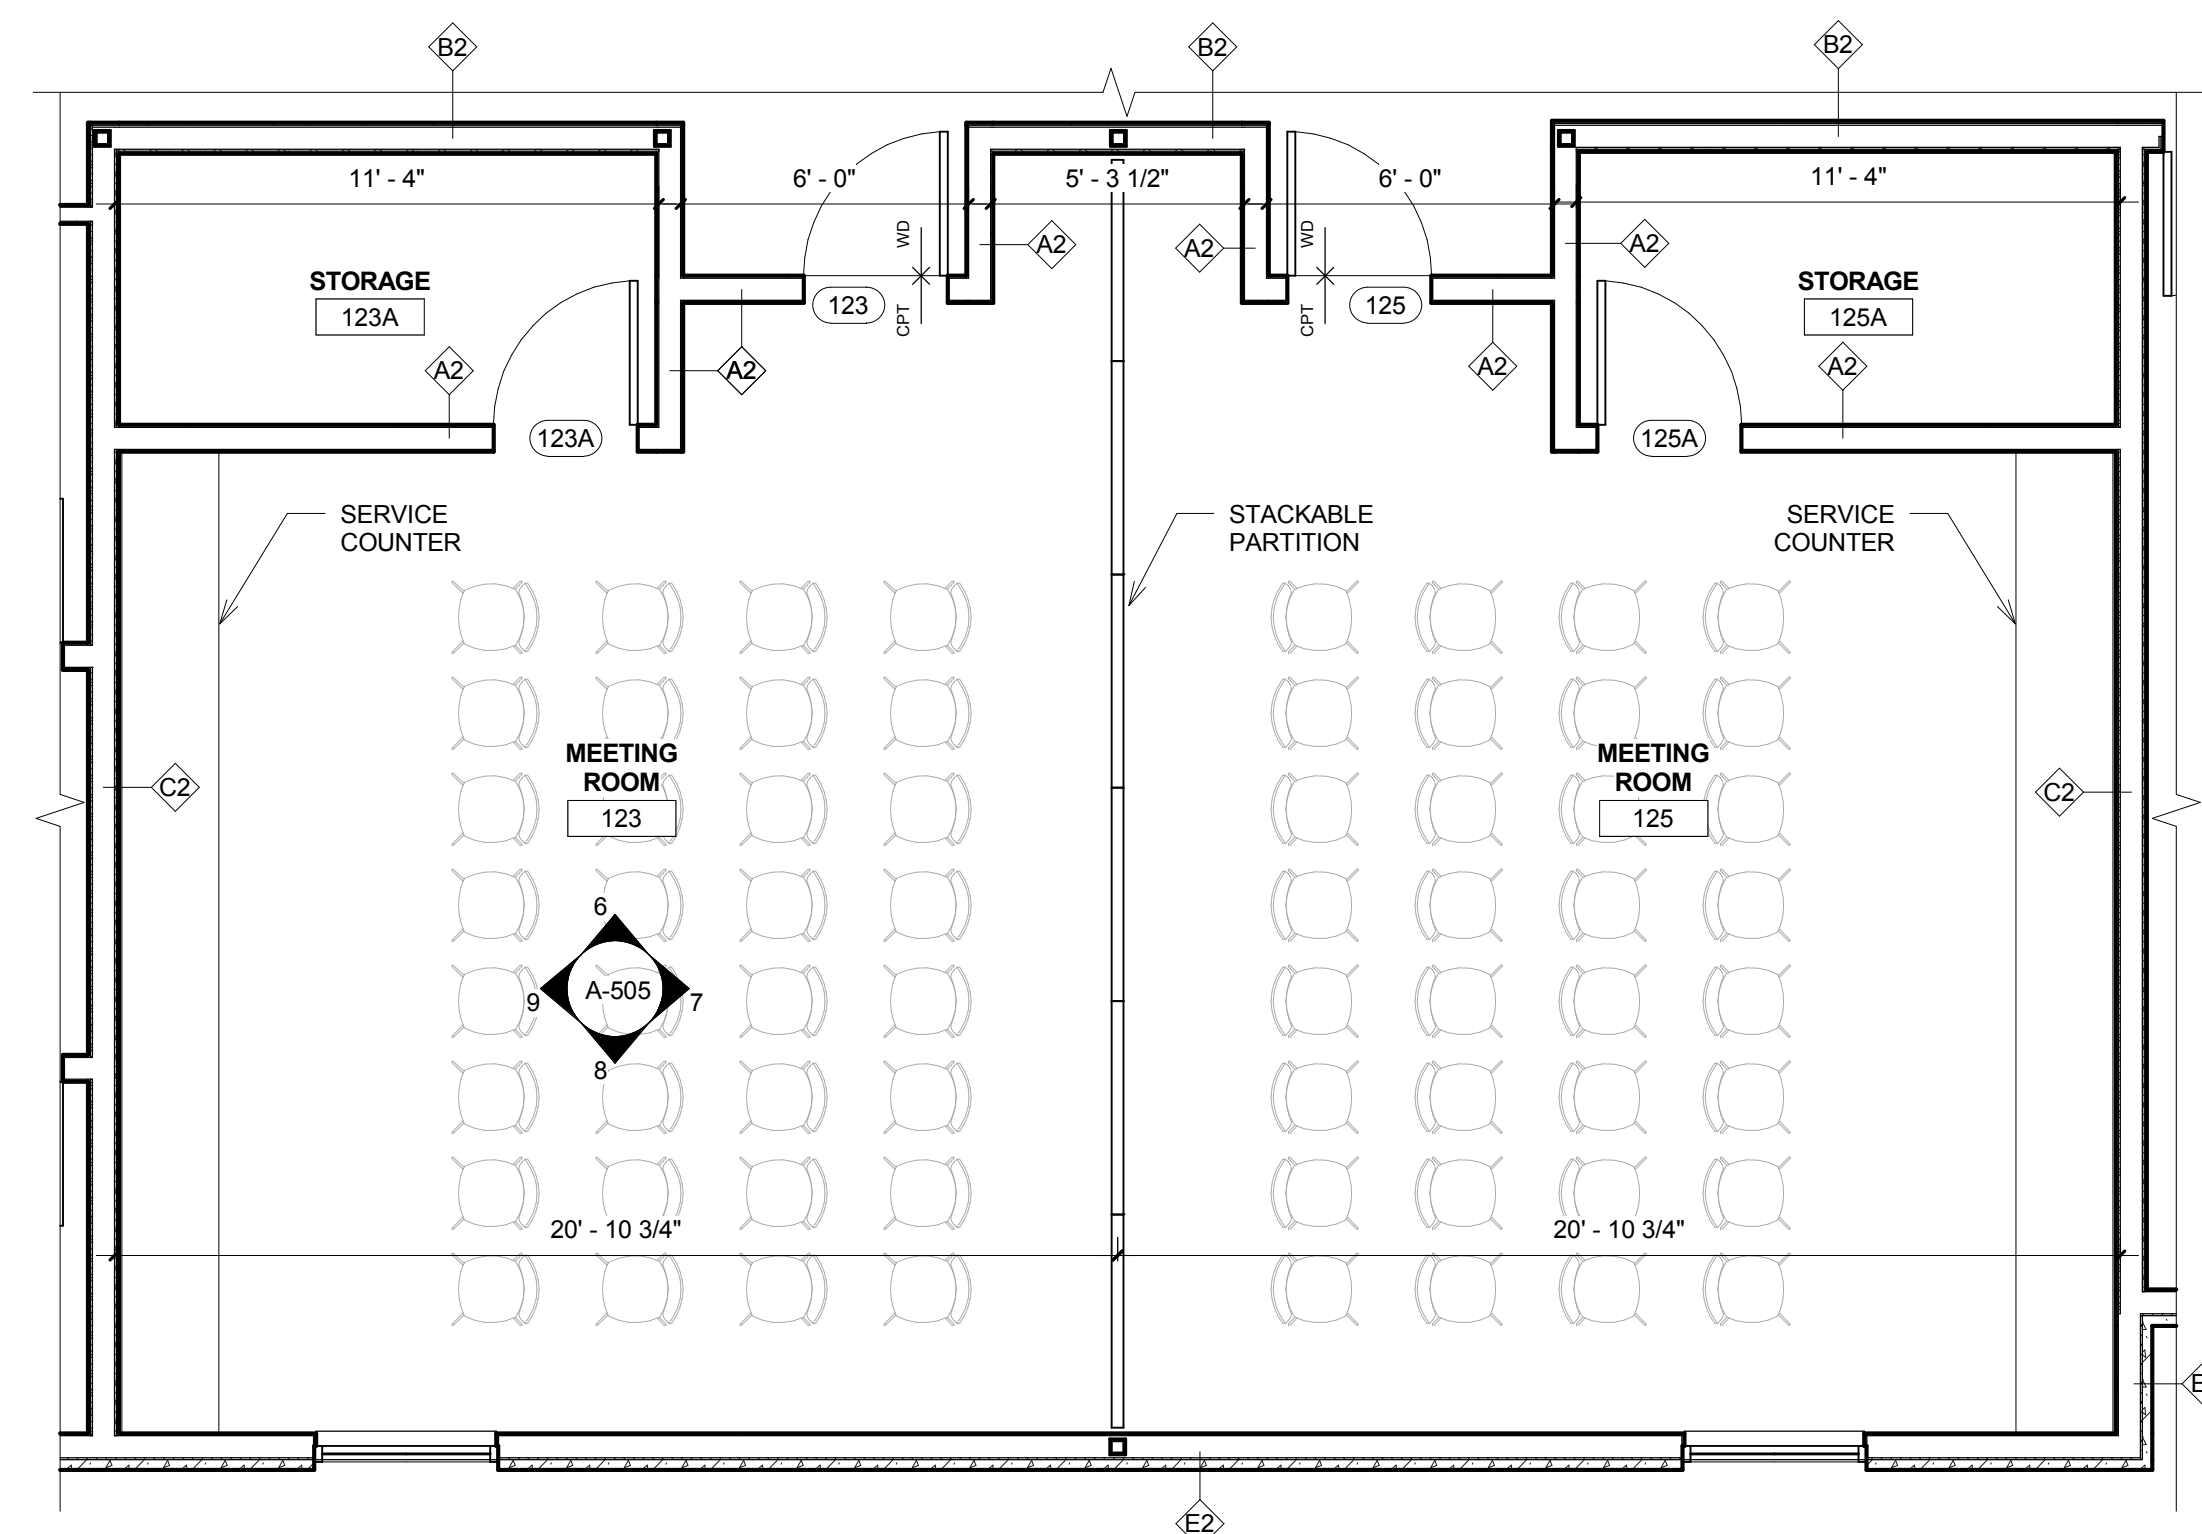 B2
B2
B2
11' - 4"
6' - 0"
5' - 3 1/2"
6' - 0"
11' - 4"
WD
WD
A2
A2
A2
STORAGE
123A
STORAGE
125A
123
125
CPT
CPT
A2
A2
A2
A2
123A
125A
SERVICE
COUNTER
STACKABLE
PARTITION
SERVICE
COUNTER
MEETING
ROOM
123
MEETING
ROOM
125
C2
C2
6
9
A-505
7
8
20' - 10 3/4"
20' - 10 3/4"
E2